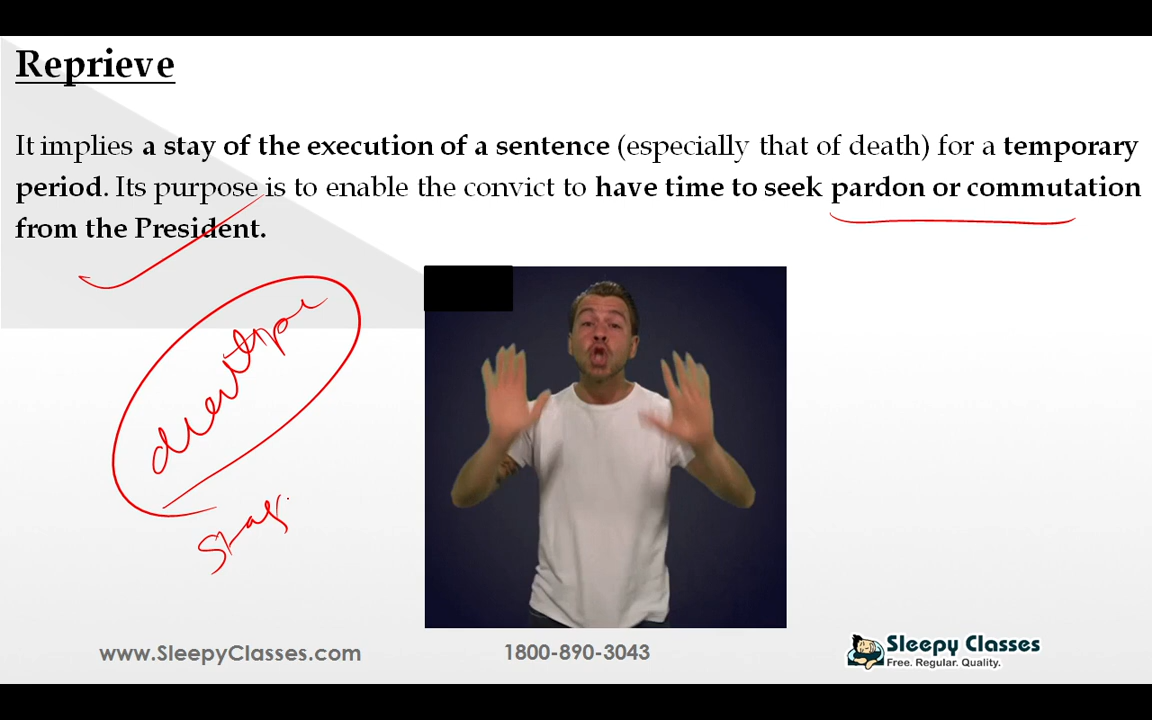 Reprieve
It implies a stay of the execution of a sentence (especially that of death) for a temporary
period. Its purpose is to enable the convict to have time to seek pardon or commutation
from the President.
www.SleepyClasses.com
1800-890-3043
Sleepy Classes
Free. Regular. Quality.